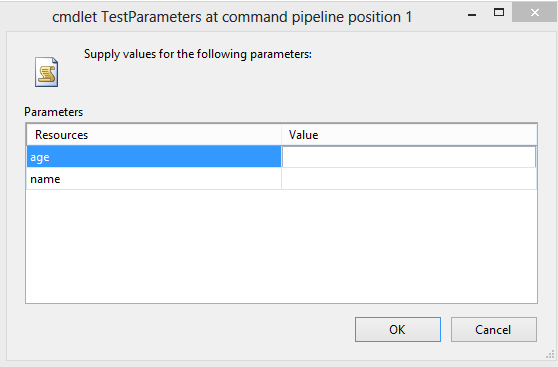 cmdlet TestParameters at command pipeline position 1
Supply values for the following parameters:
Parameters
Resources Value
age
name
OK Cancel